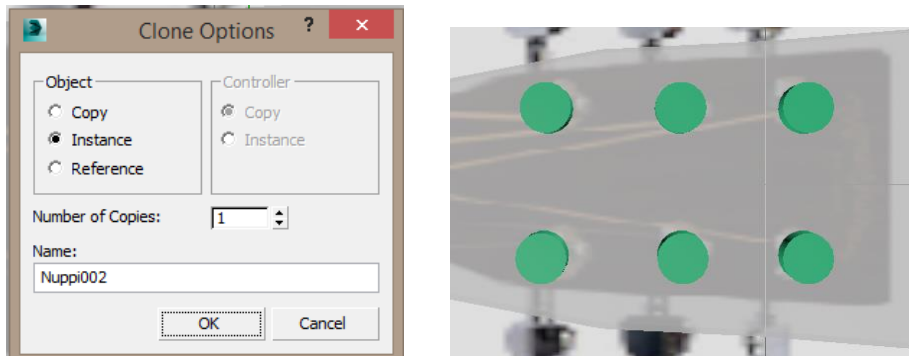 Clone Options ? ×
Object
Controller
Copy
Copy
Instance
Instance
Reference
Number of Copies: 1
Name:
Nuppi002
OK Cancel